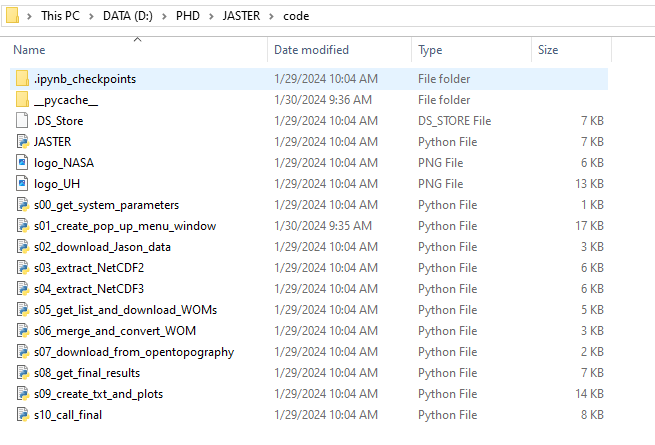 This PC > DATA (D:) > PHD > JASTER > code
Name Date modified Type Size
.ipynb_checkpoints 1/29/2024 10:04 AM File folder
__pycache__ 1/30/2024 9:36 AM File folder
.DS_Store 1/29/2024 10:04 AM DS_STORE File 7 KB
JASTER 1/29/2024 10:04 AM Python File 7 KB
logo_NASA 1/29/2024 10:04 AM PNG File 6 KB
logo_UH 1/29/2024 10:04 AM PNG File 13 KB
s00_get_system_parameters 1/29/2024 10:04 AM Python File 1 KB
s01_create_pop_up_menu_window 1/30/2024 9:35 AM Python File 17 KB
s02_download_Jason_data 1/29/2024 10:04 AM Python File 3 KB
s03_extract_NetCDF2 1/29/2024 10:04 AM Python File 6 KB
s04_extract_NetCDF3 1/29/2024 10:04 AM Python File 6 KB
s05_get_list_and_download_WOMs 1/29/2024 10:04 AM Python File 5 KB
s06_merge_and_convert_WOM 1/29/2024 10:04 AM Python File 3 KB
s07_download_from_opentopography 1/29/2024 10:04 AM Python File 2 KB
s08_get_final_results 1/29/2024 10:04 AM Python File 7 KB
s09_create_txt_and_plots 1/29/2024 10:04 AM Python File 14 KB
s10_call_final 1/29/2024 10:04 AM Python File 8 KB